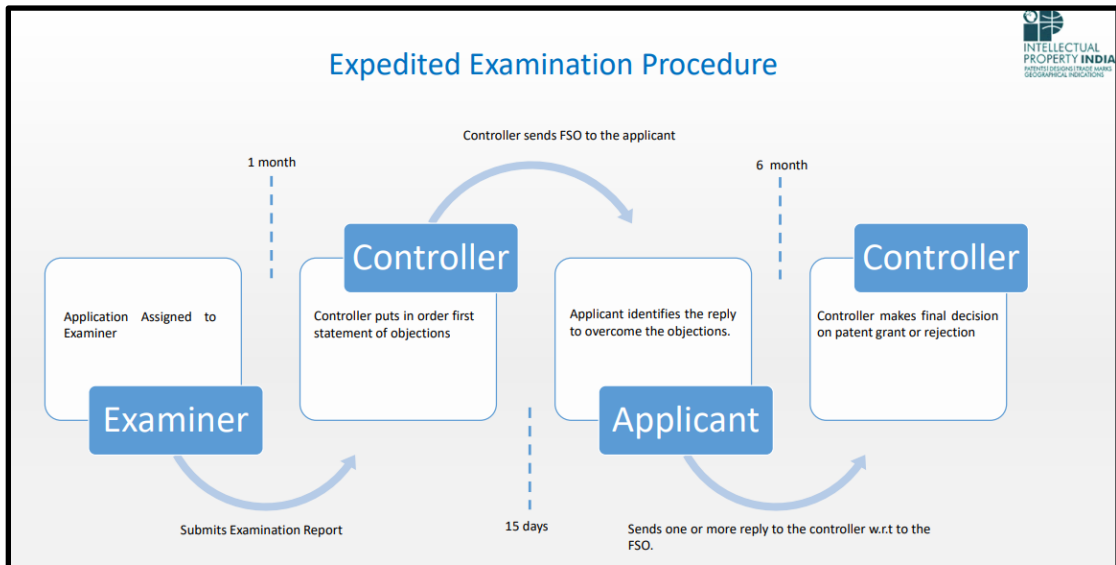 Expedited Examination Procedure
INTELLECTUAL
PROPERTY INDIA
PATENTS | DESIGNS | TRADE MARKS
GEOGRAPHICAL INDICATIONS
Controller sends FSO to the applicant
1 month
6 month
Controller
Controller
Application Assigned to
Examiner
Controller puts in order first
statement of objections
Applicant identifies the reply
to overcome the objections.
Controller makes final decision
on patent grant or rejection
Examiner
Applicant
Submits Examination Report
15 days
Sends one or more reply to the controller w.r.t to the
FSO.